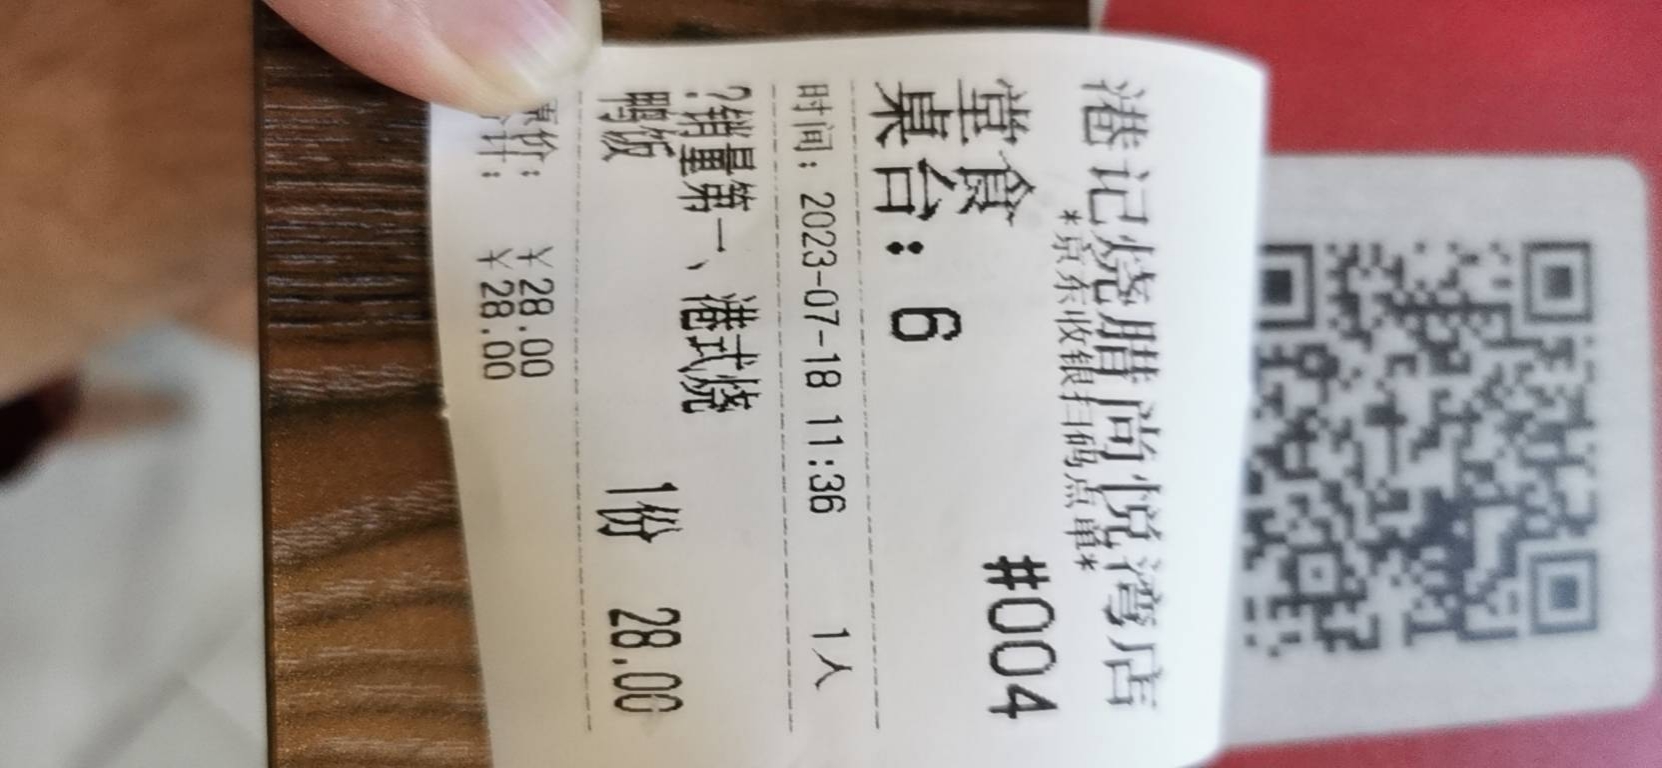 港记烧腊尚悦湾店
*京东收银扫码点单*
堂食 #004
桌台：6
时间：2023-07-18 11:36 1人
?销量第一、港式烧
鸭饭
1份 28.00
原价：￥28.00
计：￥28.00